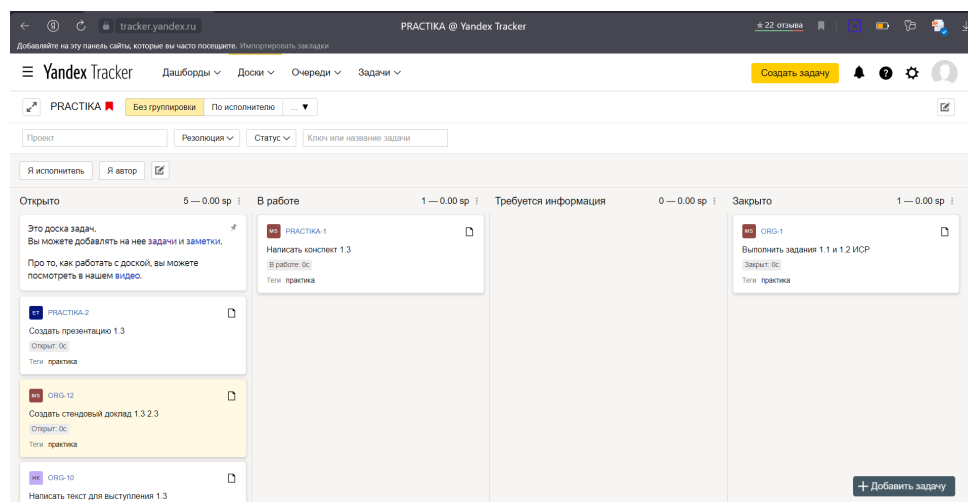 tracker.yandex.ru
PRACTIKA @ Yandex Tracker
22 отзыва
Добавляйте на эту панель сайты, которые вы часто посещаете. Импортировать закладки
Yandex Tracker
Дашборды
Доски
Очереди
Задачи
Создать задачу
PRACTIKA
Без группировки
По исполнителю
...
Проект
Резолюция
Статус
Ключ или название задачи
Я исполнитель
Я автор
Открыто
5 — 0.00 sp
Это доска задач.
Вы можете добавлять на нее задачи и заметки.
Про то, как работать с доской, вы можете
посмотреть в нашем видео.
ET PRACTIKA-2
Создать презентацию 1.3
Открыт: 0с
Теги практика
MS ORG-12
Создать стендовый доклад 1.3 2.3
Открыт: 0с
Теги практика
ORG-10
Написать текст для выступления 1.3
В работе
1 — 0.00 sp
MS PRACTIKA-1
Написать конспект 1.3
В работе: 0с
Теги практика
Требуется информация
0 — 0.00 sp
Закрыто
1 — 0.00 sp
MS ORG-1
Выполнить задания 1.1 и 1.2 ИСР
Закрыт: 0с
Теги практика
+ Добавить задачу